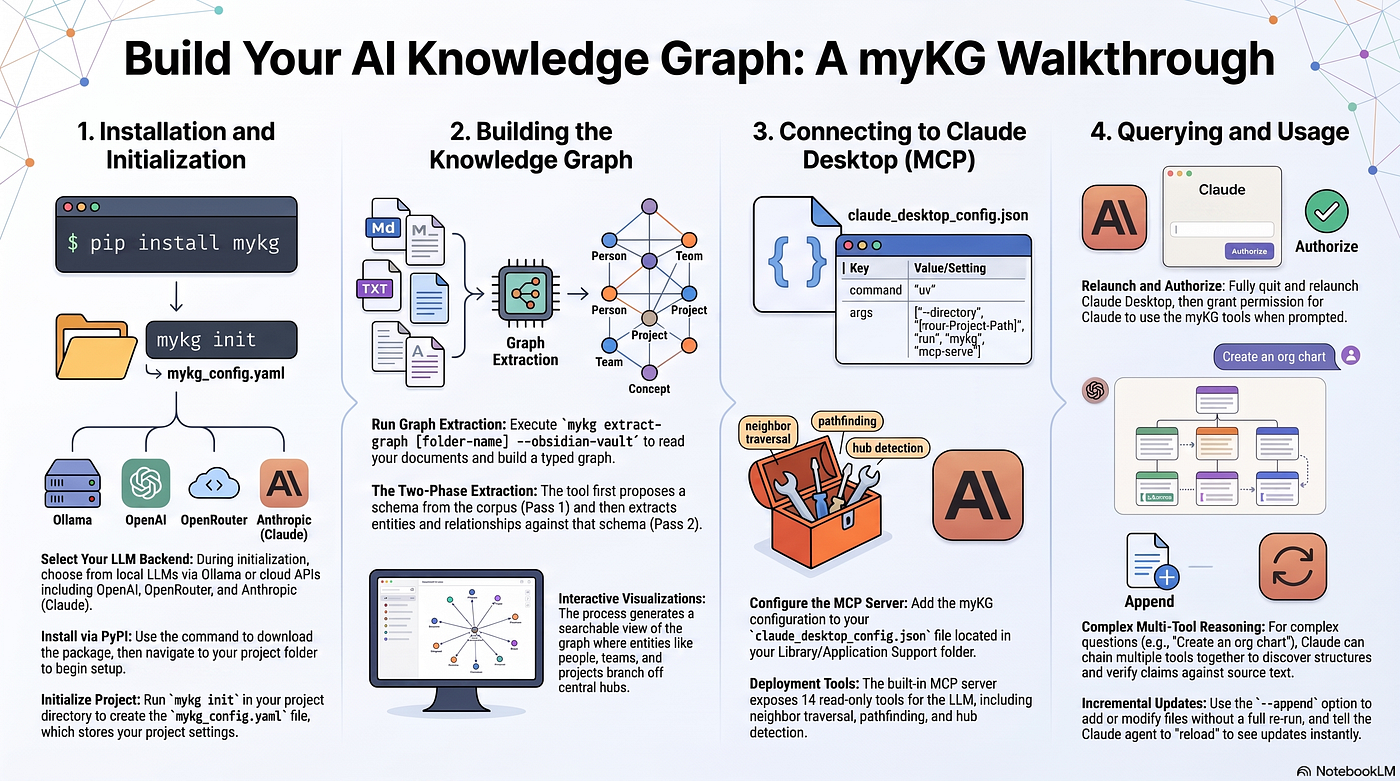 Build Your AI Knowledge Graph: A myKG Walkthrough
1. Installation and
Initialization
$ pip install mykg
mykg init
mykg_config.yaml
Ollama
OpenAI
OpenRouter
Anthropic
(Claude)
Select Your LLM Backend: During initialization,
choose from local LLMs via Ollama or cloud APIs
including OpenAI, OpenRouter, and Anthropic
(Claude).
Install via PyPI: Use the command to download
the package, then navigate to your project folder
to begin setup.
Initialize Project: Run `mykg init` in your project
directory to create the `mykg_config.yaml` file,
which stores your project settings.
2. Building the
Knowledge Graph
Md
M_
TXT
A_
Graph
Extraction
Person
Team
Person
Project
Project
Team
Concept
Run Graph Extraction: Execute `mykg extract-
graph [folder-name] --obsidian-vault´ to read
your documents and build a typed graph.
The Two-Phase Extraction: The tool first proposes a
schema from the corpus (Pass 1) and then extracts
entities and relationships against that schema (Pass 2).
Interactive Visualizations:
The process generates a
searchable view of the
graph where entities like
people, teams, and
projects branch off
central hubs.
3. Connecting to Claude
Desktop (MCP)
{ }
claude_desktop_config.json
Key Value/Setting
command "uv"
args ["--directory",
"[rour-Project-Path]",
"run", "mykg",
"mcp-serve"]
neighbor
traversal
pathfinding
hub detection
Configure the MCP Server: Add the myKG
configuration to your
`claude_desktop_config.json` file located in
your Library/Application Support folder.
Deployment Tools: The built-in MCP server
exposes 14 read-only tools for the LLM, including
neighbor traversal, pathfinding, and hub
detection.
4. Querying and Usage
Claude
Authorize
Authorize
Relaunch and Authorize: Fully quit and relaunch
Claude Desktop, then grant permission for
Claude to use the myKG tools when prompted.
Create an org chart
Append
Complex Multi-Tool Reasoning: For complex
questions (e.g., "Create an org chart"), Claude can
chain multiple tools together to discover structures
and verify claims against source text.
Incremental Updates: Use the `--append` option to
add or modify files without a full re-run, and tell the
Claude agent to "reload" to see updates instantly.
NotebookLM